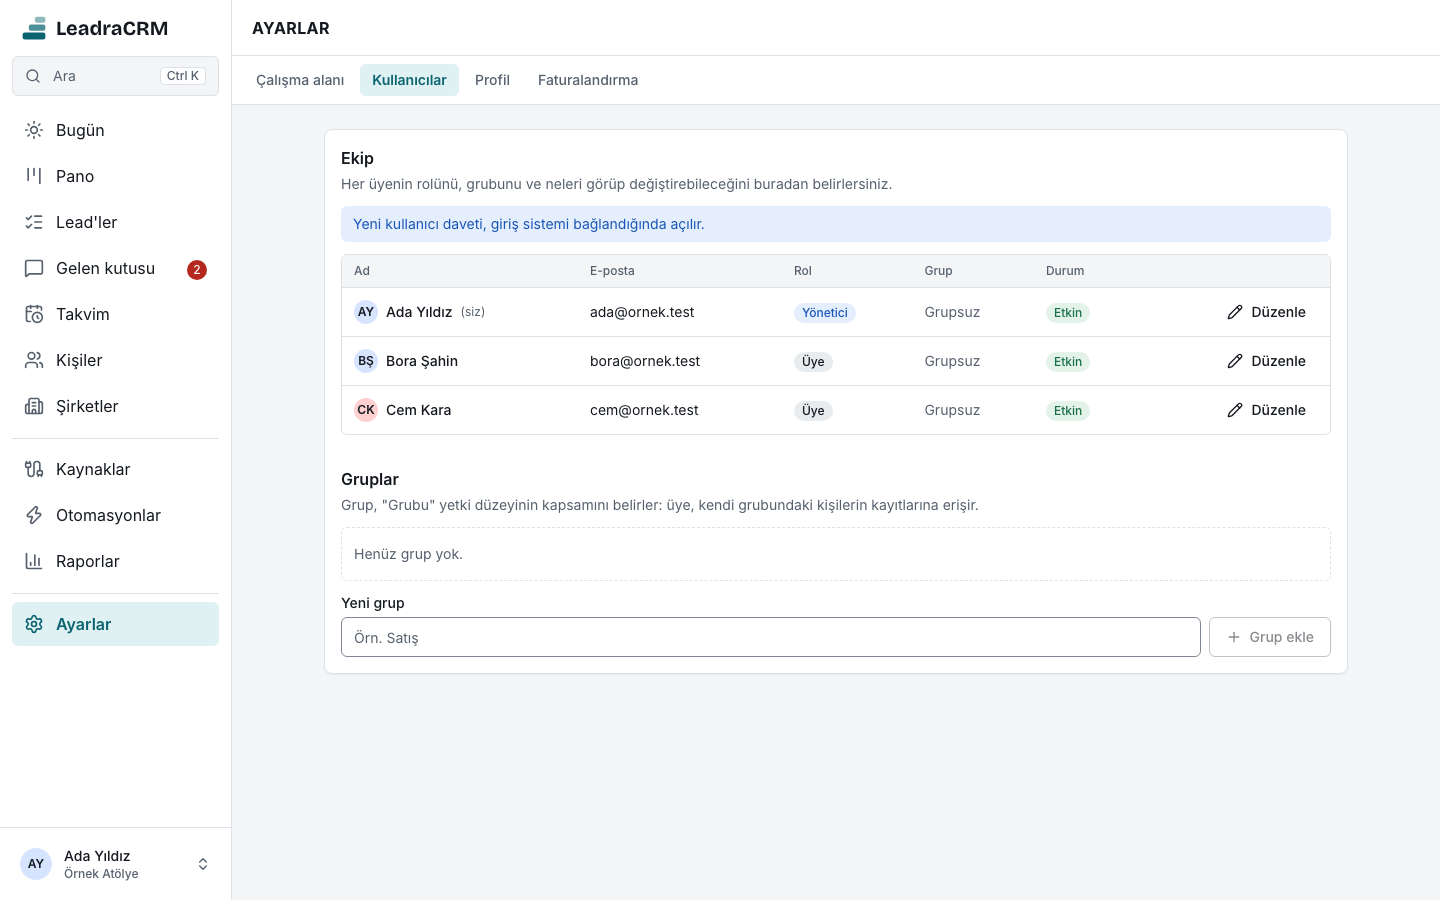 LeadraCRM
Ara Ctrl K
Bugün
Pano
Lead'ler
Gelen kutusu 2
Takvim
Kişiler
Şirketler
Kaynaklar
Otomasyonlar
Raporlar
Ayarlar
AY Ada Yıldız
Örnek Atölye
AYARLAR
Çalışma alanı Kullanıcılar Profil Faturalandırma
Ekip
Her üyenin rolünü, grubunu ve neleri görüp değiştirebileceğini buradan belirlersiniz.
Yeni kullanıcı daveti, giriş sistemi bağlandığında açılır.
Ad E-posta Rol Grup Durum
AY Ada Yıldız (siz) ada@ornek.test Yönetici Grupsuz Etkin Düzenle
BŞ Bora Şahin bora@ornek.test Üye Grupsuz Etkin Düzenle
CK Cem Kara cem@ornek.test Üye Grupsuz Etkin Düzenle
Gruplar
Grup, "Grubu" yetki düzeyinin kapsamını belirler: üye, kendi grubundaki kişilerin kayıtlarına erişir.
Henüz grup yok.
Yeni grup
Örn. Satış + Grup ekle